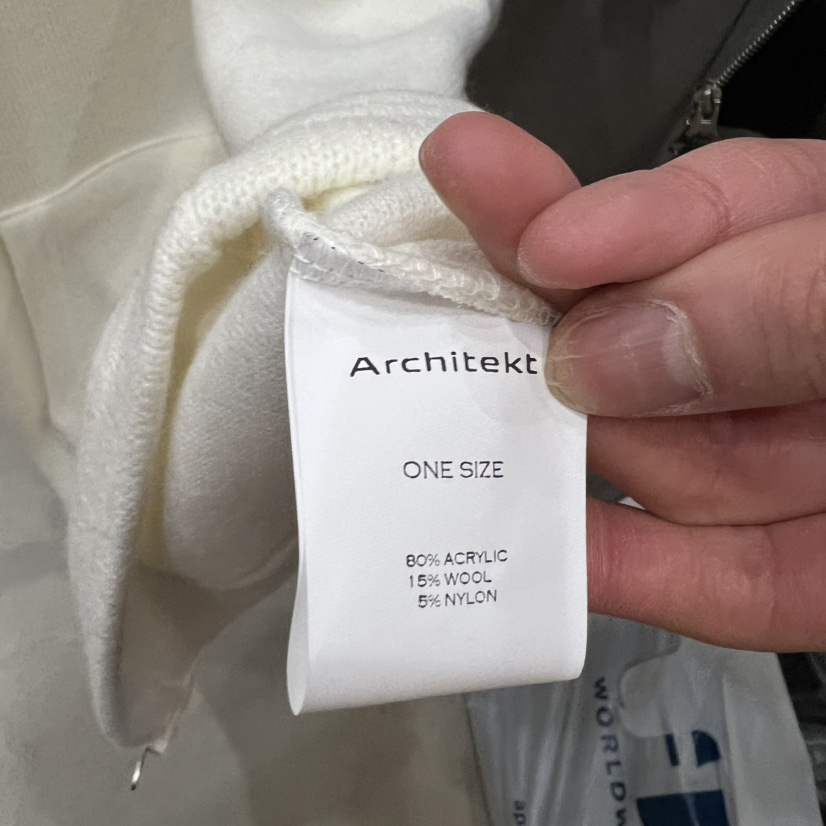 Architekt
ONE SIZE
80% ACRYLIC
15% WOOL
5% NYLON